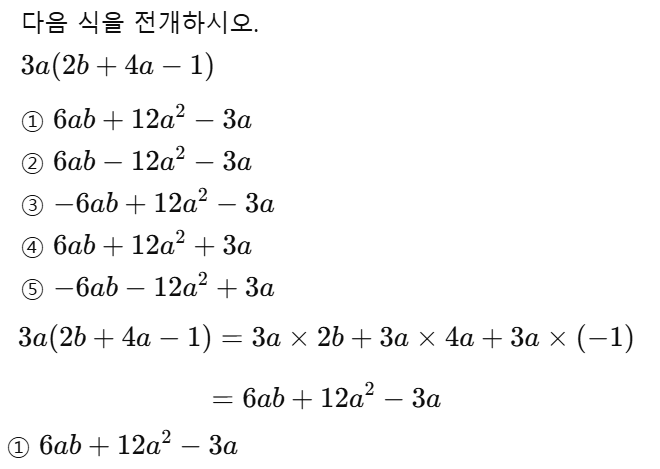 다음 식을 전개하시오.
3a(2b + 4a − 1)
① 6ab + 12a² − 3a
② 6ab − 12a² − 3a
③ −6ab + 12a² − 3a
④ 6ab + 12a² + 3a
⑤ −6ab − 12a² + 3a
3a(2b + 4a − 1) = 3a × 2b + 3a × 4a + 3a × (−1)
= 6ab + 12a² − 3a
① 6ab + 12a² − 3a